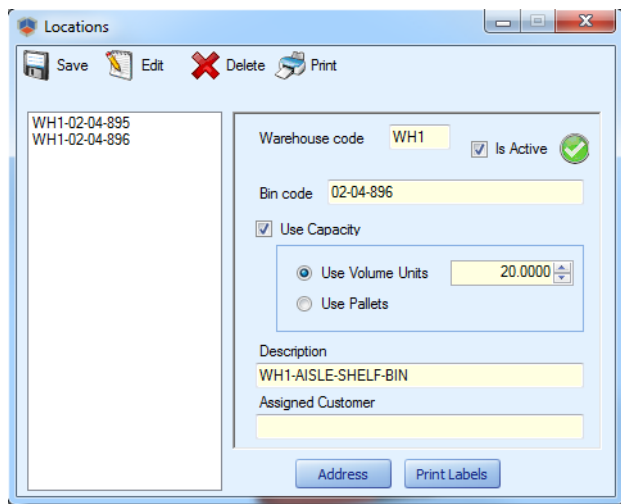 Locations
Save Edit Delete Print
WH1-02-04-895
WH1-02-04-896
Warehouse code WH1 Is Active
Bin code 02-04-896
Use Capacity
Use Volume Units 20.0000
Use Pallets
Description
WH1-AISLE-SHELF-BIN
Assigned Customer
Address Print Labels